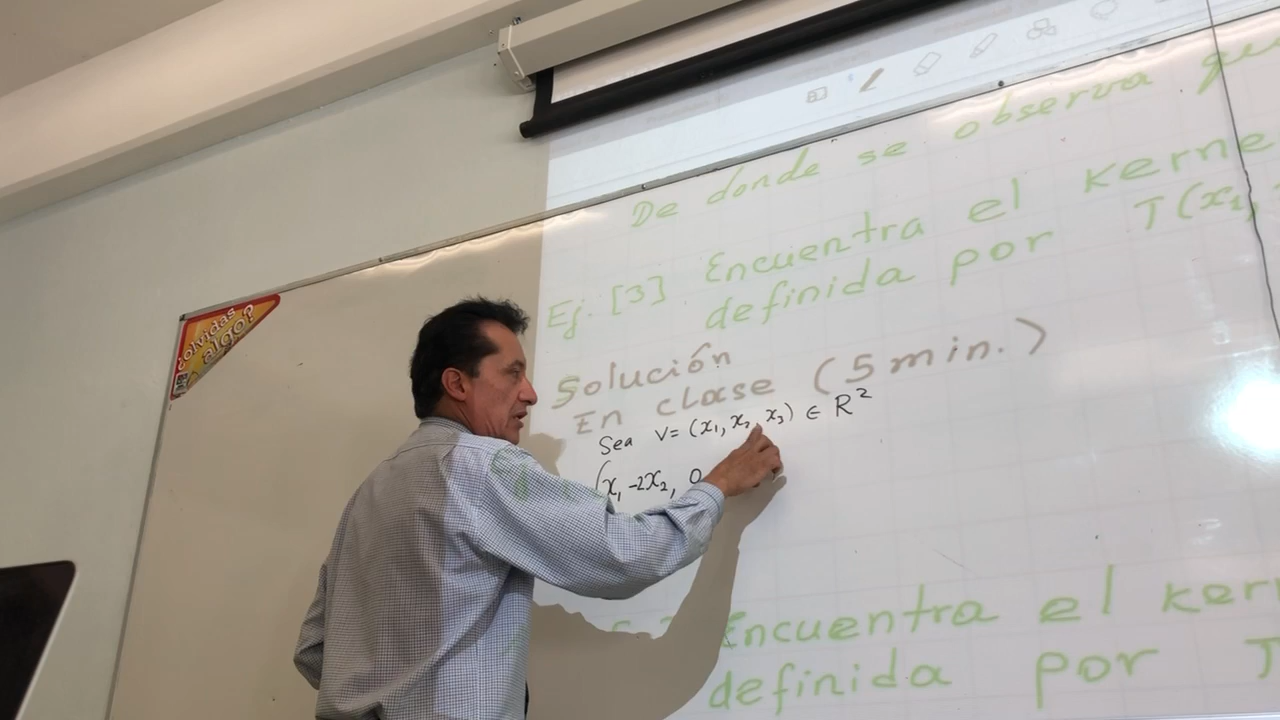 ¿olvidas
algo?
De donde se observa
Ej. [3] Encuentra el kerne
definida por T(x₁,
Solución
En clase (5 min.)
Sea V = (x₁, x₂, x₃) ∈ R²
(x₁ -2x₂, 0
Encuentra el ker
definida por T